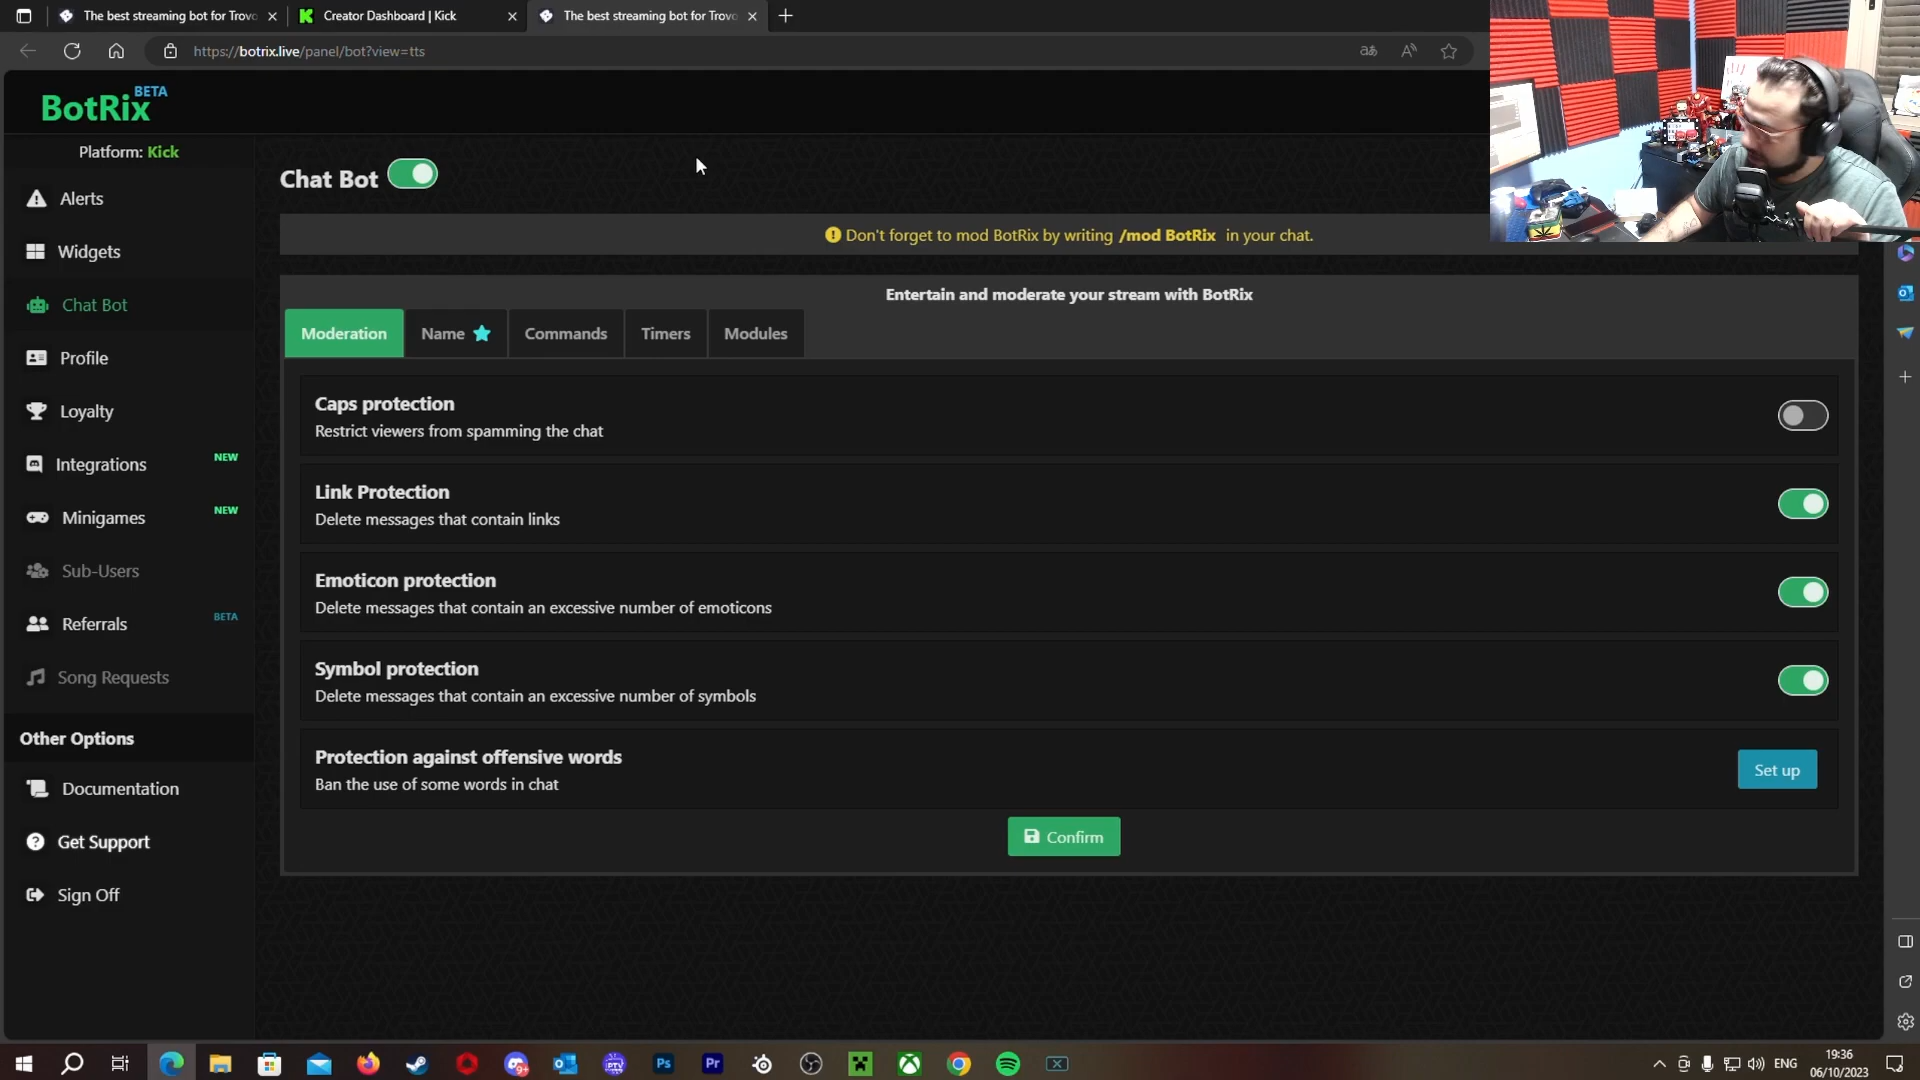 The best streaming bot for Trovo
Creator Dashboard | Kick
The best streaming bot for Trovo
https://botrix.live/panel/bot?view=tts
BotRix BETA
Platform: Kick
Alerts
Widgets
Chat Bot
Profile
Loyalty
Integrations NEW
Minigames NEW
Sub-Users
Referrals BETA
Song Requests
Other Options
Documentation
Get Support
Sign Off
Chat Bot
Don't forget to mod BotRix by writing /mod BotRix in your chat.
Entertain and moderate your stream with BotRix
Moderation Name Commands Timers Modules
Caps protection
Restrict viewers from spamming the chat
Link Protection
Delete messages that contain links
Emoticon protection
Delete messages that contain an excessive number of emoticons
Symbol protection
Delete messages that contain an excessive number of symbols
Protection against offensive words
Ban the use of some words in chat
Set up
Confirm
9+
IPTV
Ps
Pr
ENG
19:36
06/10/2023